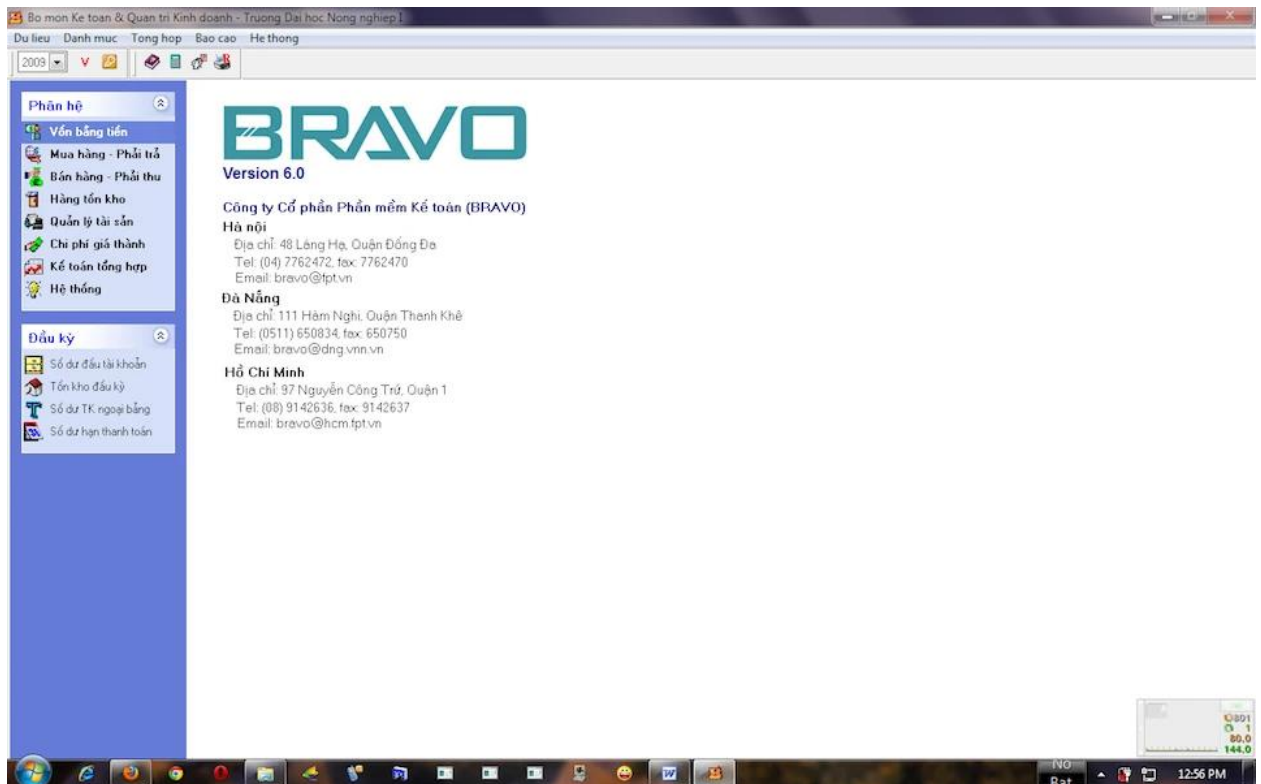 Bo mon Ke toan & Quan tri Kinh doanh - Truong Dai hoc Nong nghiep I
Du lieu Danh muc Tong hop Bao cao He thong
2009
Phân hệ
Vốn bằng tiền
Mua hàng - Phải trả
Bán hàng - Phải thu
Hàng tồn kho
Quản lý tài sản
Chi phí giá thành
Kế toán tổng hợp
Hệ thống
Đầu kỳ
Số dư đầu tài khoản
Tồn kho đầu kỳ
Số dư TK ngoại bảng
Số dư hạn thanh toán
BRAVO
Version 6.0
Công ty Cổ phần Phần mềm Kế toán (BRAVO)
Hà nội
Địa chỉ: 48 Láng Hạ, Quận Đống Đa
Tel: (04) 7762472, fax: 7762470
Email: bravo@fpt.vn
Đà Nẵng
Địa chỉ: 111 Hàm Nghi, Quận Thanh Khê
Tel: (0511) 650834, fax: 650750
Email: bravo@dng.vnn.vn
Hồ Chí Minh
Địa chỉ: 97 Nguyễn Công Trứ, Quận 1
Tel: (08) 9142636, fax: 9142637
Email: bravo@hcm.fpt.vn
801
1
80.0
144.0
12:56 PM